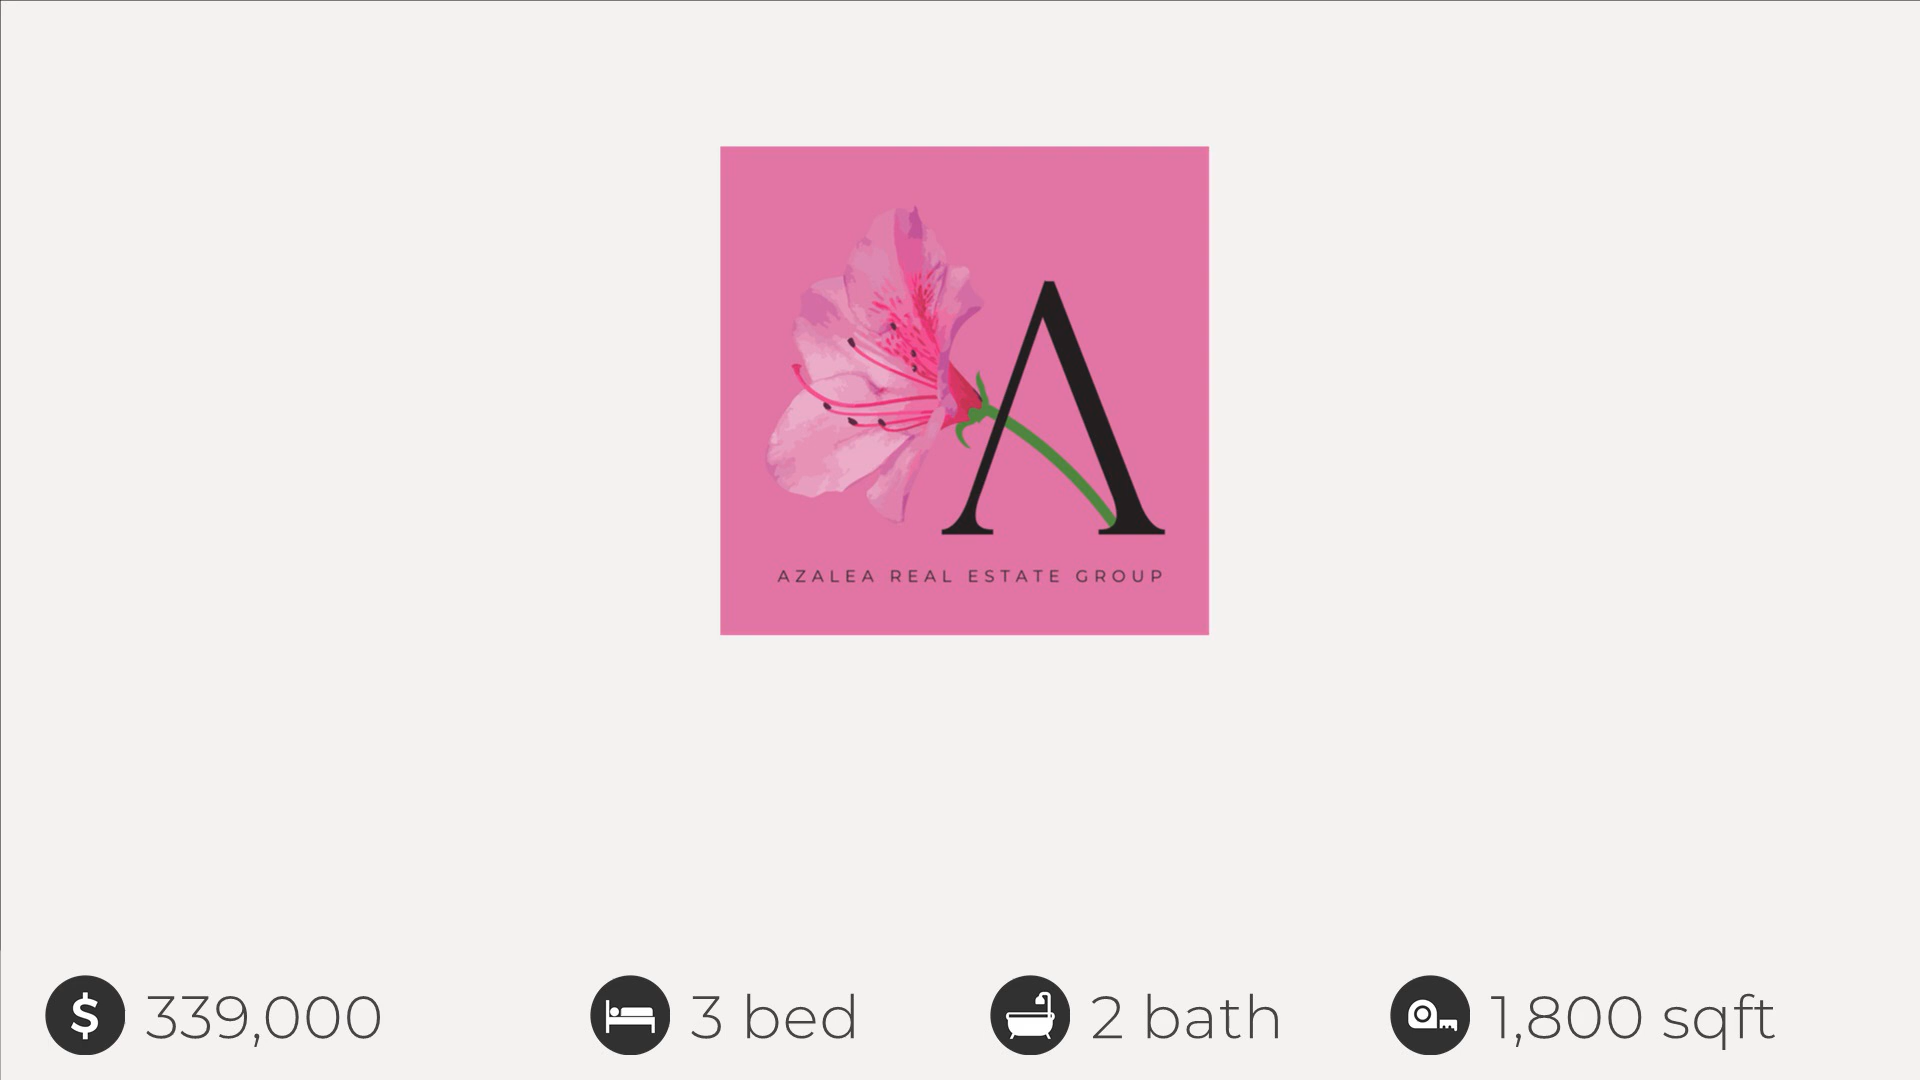 A
AZALEA REAL ESTATE GROUP
$ 339,000
3 bed
2 bath
1,800 sqft